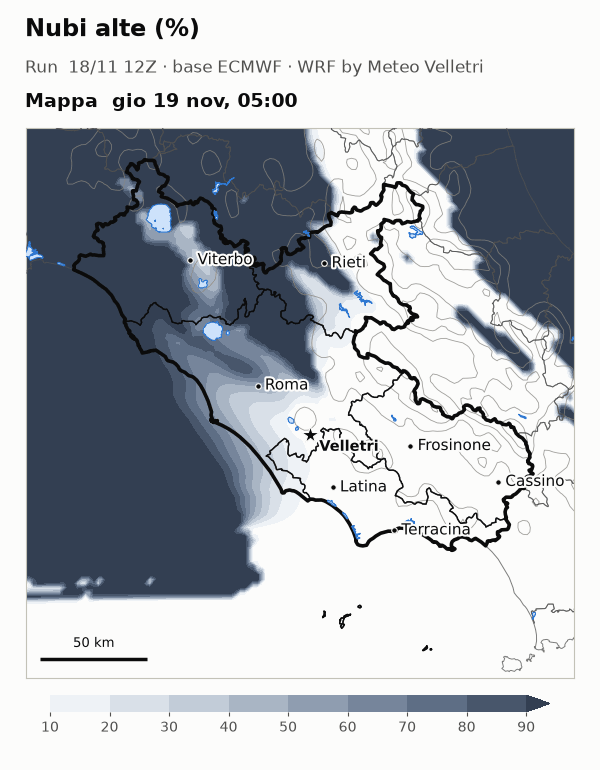 Nubi alte (%)
Run  18/11 12Z · base ECMWF · WRF by Meteo Velletri
Mappa  gio 19 nov, 05:00
Viterbo
Rieti
Roma
Velletri
Frosinone
Cassino
Latina
Terracina
50 km
10 20 30 40 50 60 70 80 90